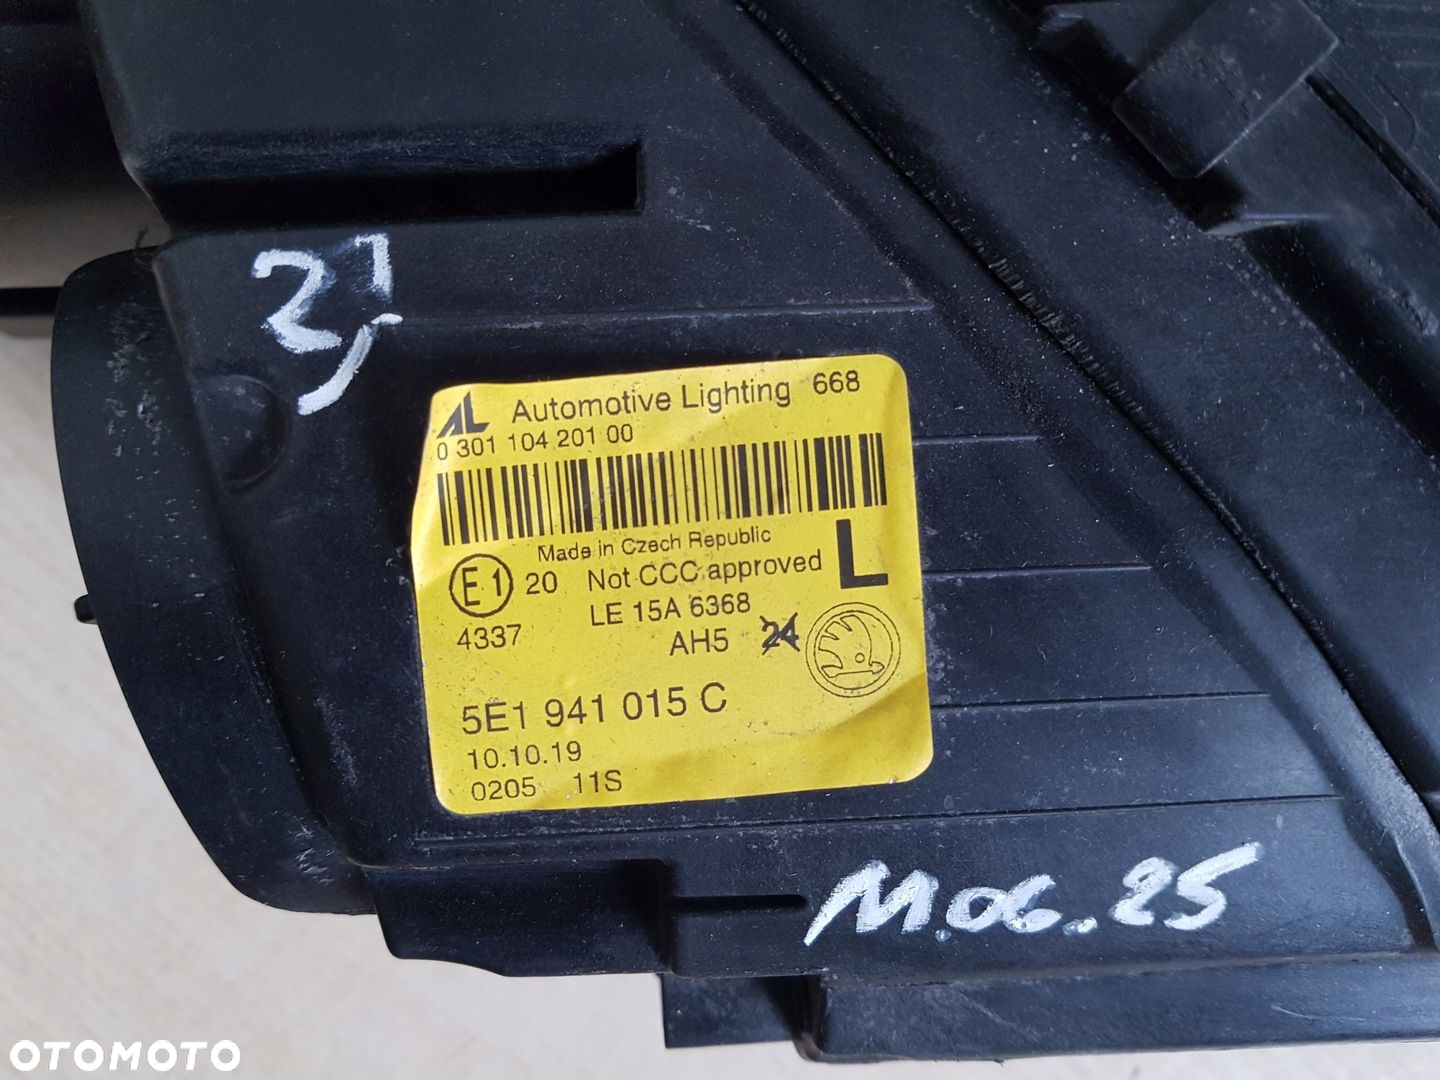 AL Automotive Lighting 668
0 301 104 201 00
Made in Czech Republic
E1 20 Not CCC approved L
LE 15A 6368
4337 AH5 24
5E1 941 015 C
10.10.19
0205 11S
M.06.25
OTOMOTO